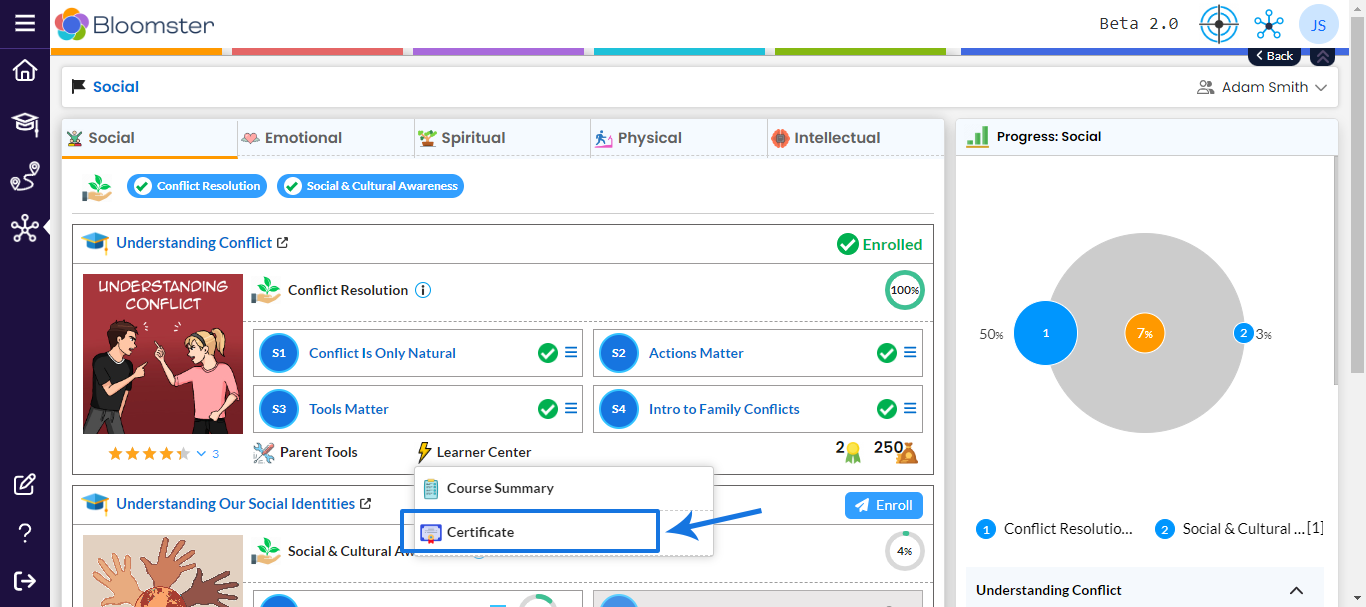 Bloomster
Beta 2.0
JS
Back
Social
Adam Smith
Social
Emotional
Spiritual
Physical
Intellectual
Conflict Resolution
Social & Cultural Awareness
Understanding Conflict
Enrolled
UNDERSTANDING
CONFLICT
Conflict Resolution
100%
S1
Conflict Is Only Natural
S2
Actions Matter
S3
Tools Matter
S4
Intro to Family Conflicts
3
Parent Tools
Learner Center
2
250
Course Summary
Certificate
Understanding Our Social Identities
Enroll
Social & Cultural
4%
Progress: Social
50%
1
7%
2
3%
1
Conflict Resolutio...
2
Social & Cultural ...[1]
Understanding Conflict